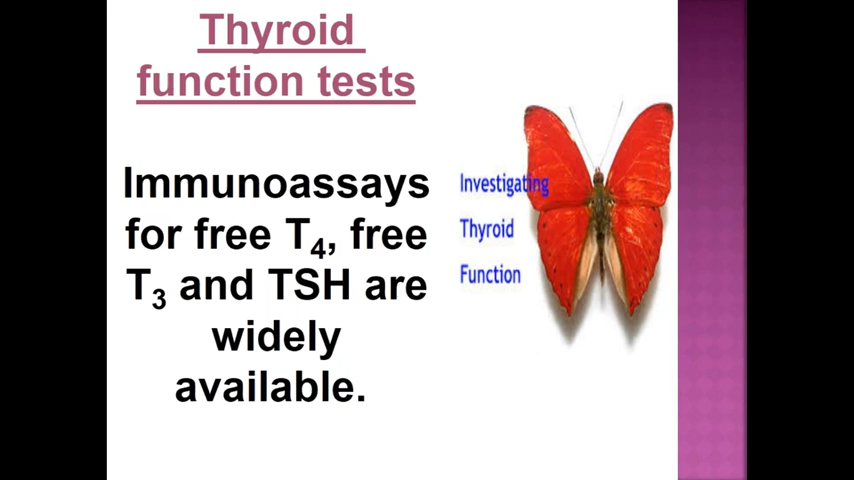 Thyroid
function tests
Immunoassays
for free T₄, free
T₃ and TSH are
widely
available.
Investigating
Thyroid
Function